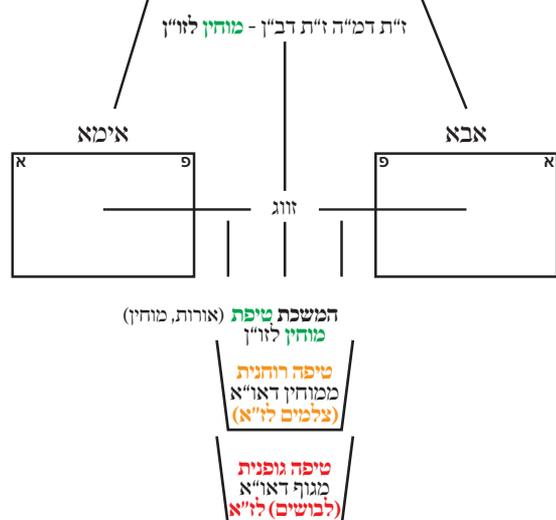 ז״ת דמ״ה ז״ת דב״ן - מוחין לזו״ן
אבא
אימא
א
פ
פ
א
זווג
המשכת טיפת (אורות, מוחין)
מוחין לזו״ן
טיפה רוחנית
ממוחין דאו״א
(צלמים לז״א)
טיפה גופנית
מגוף דאו״א
(לבושים) לז״א